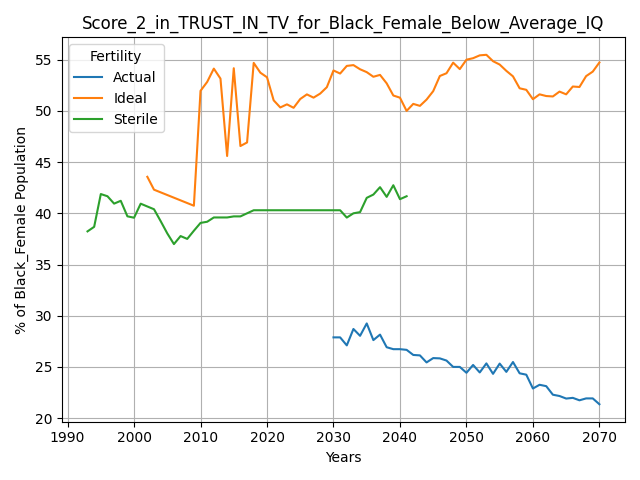 Score_2_in_TRUST_IN_TV_for_Black_Female_Below_Average_IQ
Fertility
Actual
Ideal
Sterile
% of Black_Female Population
55
50
45
40
35
30
25
20
1990 2000 2010 2020 2030 2040 2050 2060 2070
Years